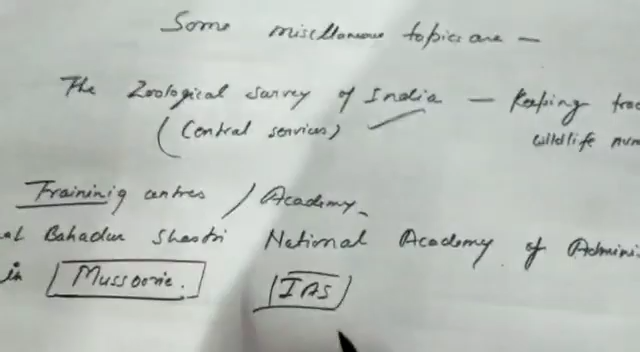 Some miscllaneous topics are —
The Zoological survey of India — Keeping
(Central services)
wildlife
Training centres / Academy
Bahadur Shastri National Academy of
in Mussoorie. IAS